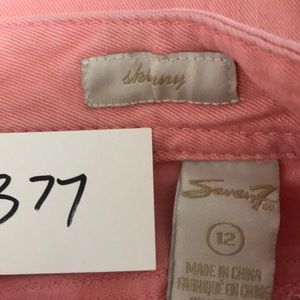 skinny
377
Seven7
12
MADE IN CHINA
FABRIQUÉ EN CHINE